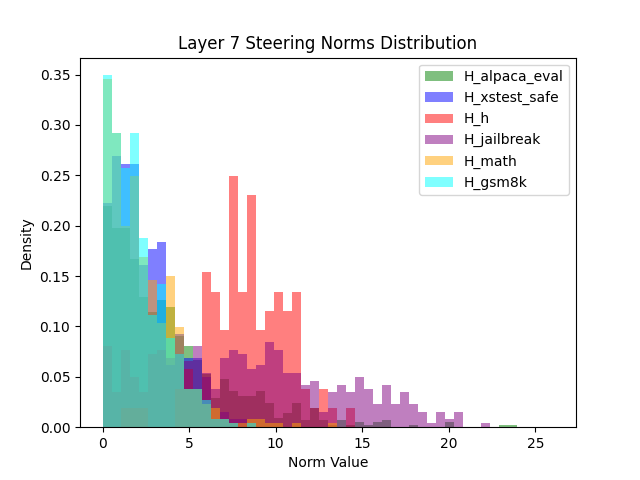 Layer 7 Steering Norms Distribution
0.35
0.30
0.25
0.20
0.15
0.10
0.05
0.00
Density
H_alpaca_eval
H_xstest_safe
H_h
H_jailbreak
H_math
H_gsm8k
0 5 10 15 20 25
Norm Value